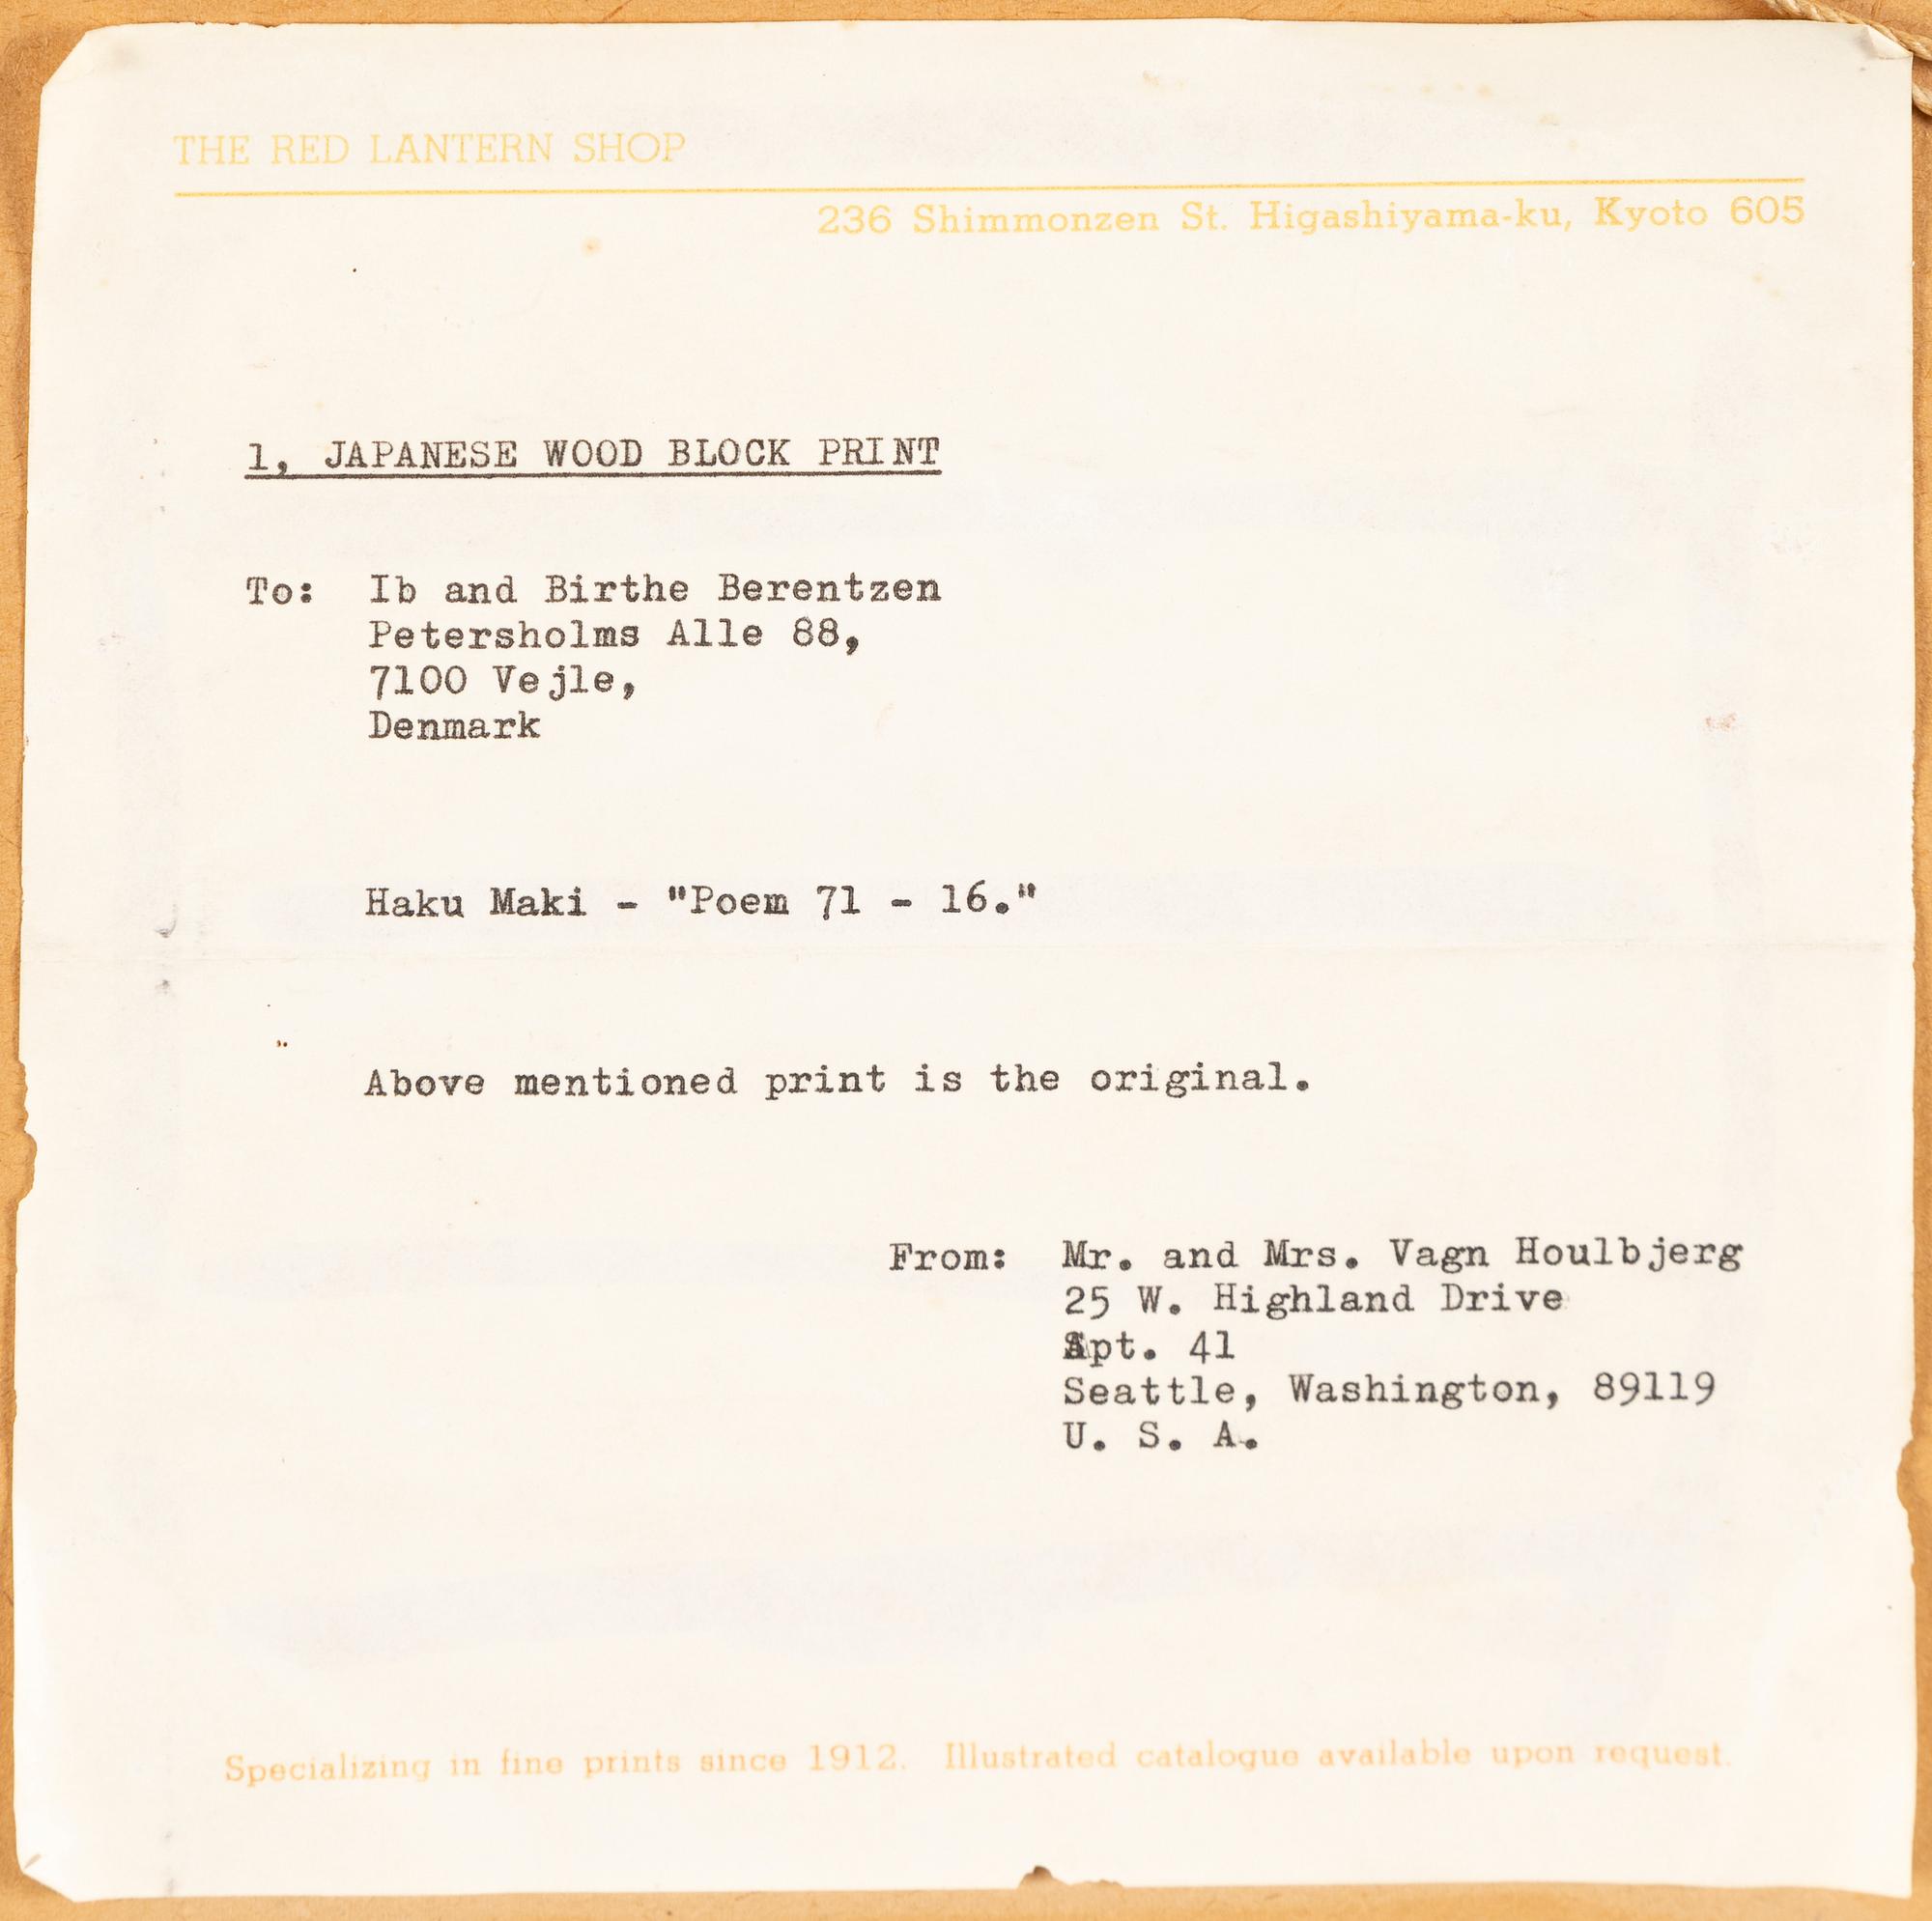 THE RED LANTERN SHOP
236 Shimmonzen St. Higashiyama-ku, Kyoto 605
1, JAPANESE WOOD BLOCK PRINT
To: Ib and Birthe Berentzen
Petersholms Alle 88,
7100 Vejle,
Denmark
Haku Maki - "Poem 71 - 16."
Above mentioned print is the original.
From: Mr. and Mrs. Vagn Houlbjerg
25 W. Highland Drive
Apt. 41
Seattle, Washington, 89119
U. S. A.
Specializing in fine prints since 1912. Illustrated catalogue available upon request.